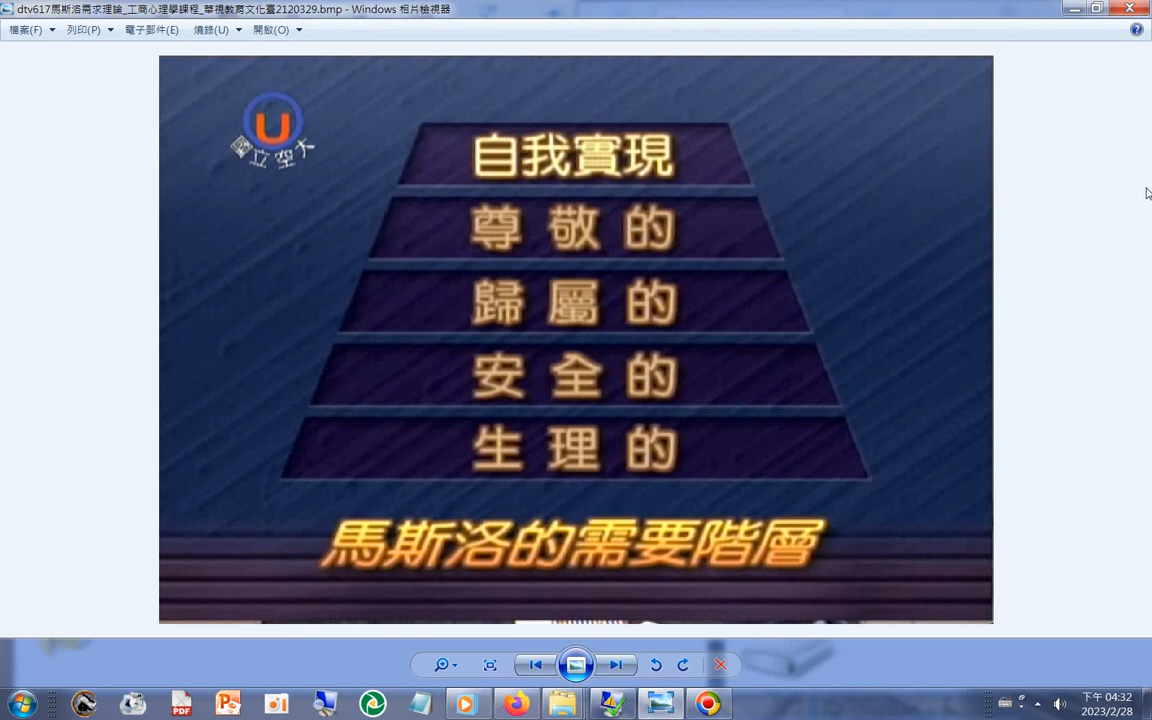 dtv617馬斯洛需求理論_工商心理學課程_華視教育文化臺2120329.bmp - Windows 相片檢視器
檔案(F) 列印(P) 電子郵件(E) 燒錄(U) 開啟(O)
U
國立空大
自我實現
尊敬的
歸屬的
安全的
生理的
馬斯洛的需要階層
PDF
下午 04:32
2023/2/28